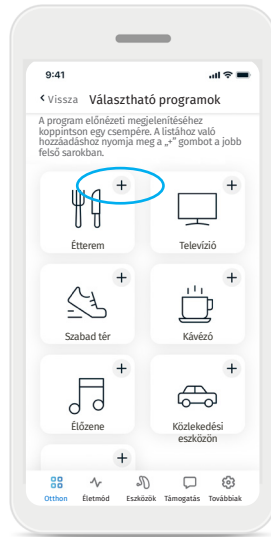 9:41
Vissza Választható programok
A program előnézeti megjelenítéséhez
koppintson egy csempére. A listához való
hozzáadáshoz nyomja meg a „+” gombot a jobb
felső sarokban.
+ +
Étterem Televízió
+ +
Szabad tér Kávézó
+ +
Élőzene Közlekedési
eszközön
+
Otthon Életmód Eszközök Támogatás Továbbiak